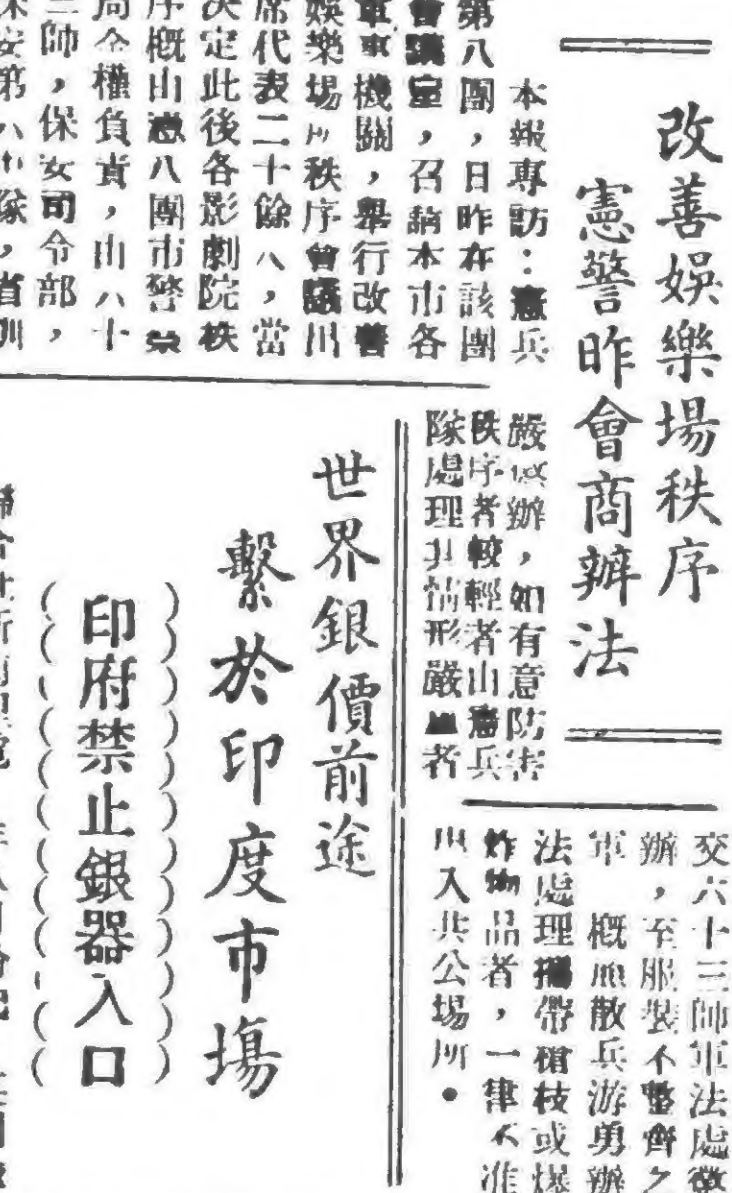 改善娛樂場秩序
憲警昨會商辦法
本報專訪：憲兵
第八團，日昨在該團
會議室，召請本市各
軍事機關，舉行改善
娛樂場所秩序會議出
席代表二十餘人，當
決定此後各影劇院秩
序概由憲八團市警
局全權負責，由八十
三師，保安司令部，
嚴懲辦，如有意防害
秩序者較輕者由憲兵
隊處理其情形嚴重者
交六十三師軍法處徵
辦，至服裝不整齊之
軍 概照散兵游勇辦
法處理攜帶槍枝或爆
炸物品者，一律不准
出入共公場所。
世界銀價前途
繫於印度市場
印府禁止銀器入口